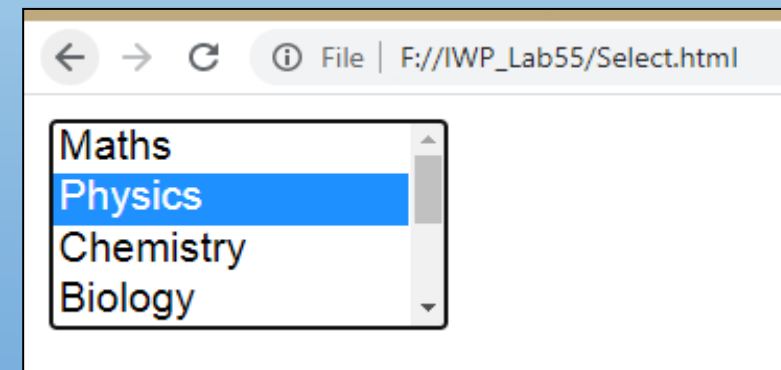 File | F://IWP_Lab55/Select.html
Maths
Physics
Chemistry
Biology